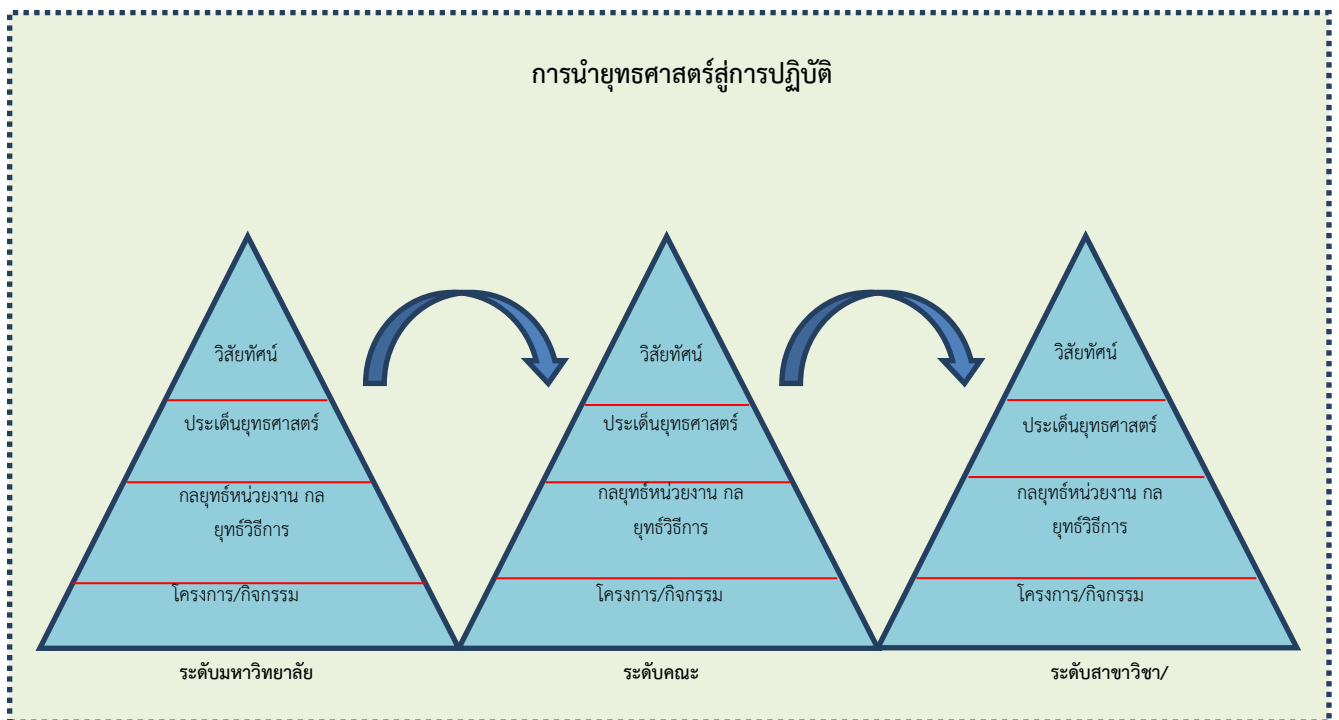 การนำยุทธศาสตร์สู่การปฏิบัติ
วิสัยทัศน์
ประเด็นยุทธศาสตร์
กลยุทธ์หน่วยงาน กล
ยุทธ์วิธีการ
โครงการ/กิจกรรม
ระดับมหาวิทยาลัย
วิสัยทัศน์
ประเด็นยุทธศาสตร์
กลยุทธ์หน่วยงาน กล
ยุทธ์วิธีการ
โครงการ/กิจกรรม
ระดับคณะ
วิสัยทัศน์
ประเด็นยุทธศาสตร์
กลยุทธ์หน่วยงาน กล
ยุทธ์วิธีการ
โครงการ/กิจกรรม
ระดับสาขาวิชา/